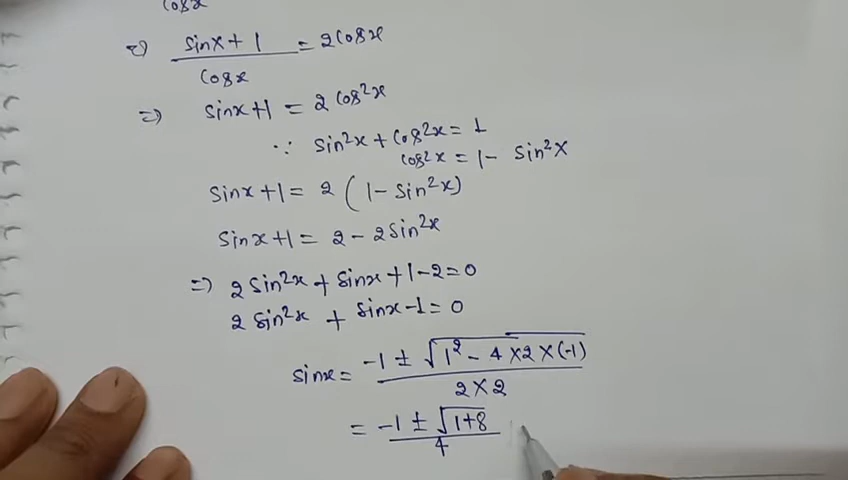 cosx
=> sinx+1 / cosx = 2cosx
=> sinx+1 = 2cos²x
∵ sin²x + cos²x = 1
cos²x = 1 - sin²x
sinx+1 = 2(1-sin²x)
sinx+1 = 2-2sin²x
=> 2sin²x + sinx+1-2=0
2sin²x + sinx-1=0
sinx = -1 ± √(1² - 4×2×(-1)) / 2×2
= -1 ± √(1+8) / 4